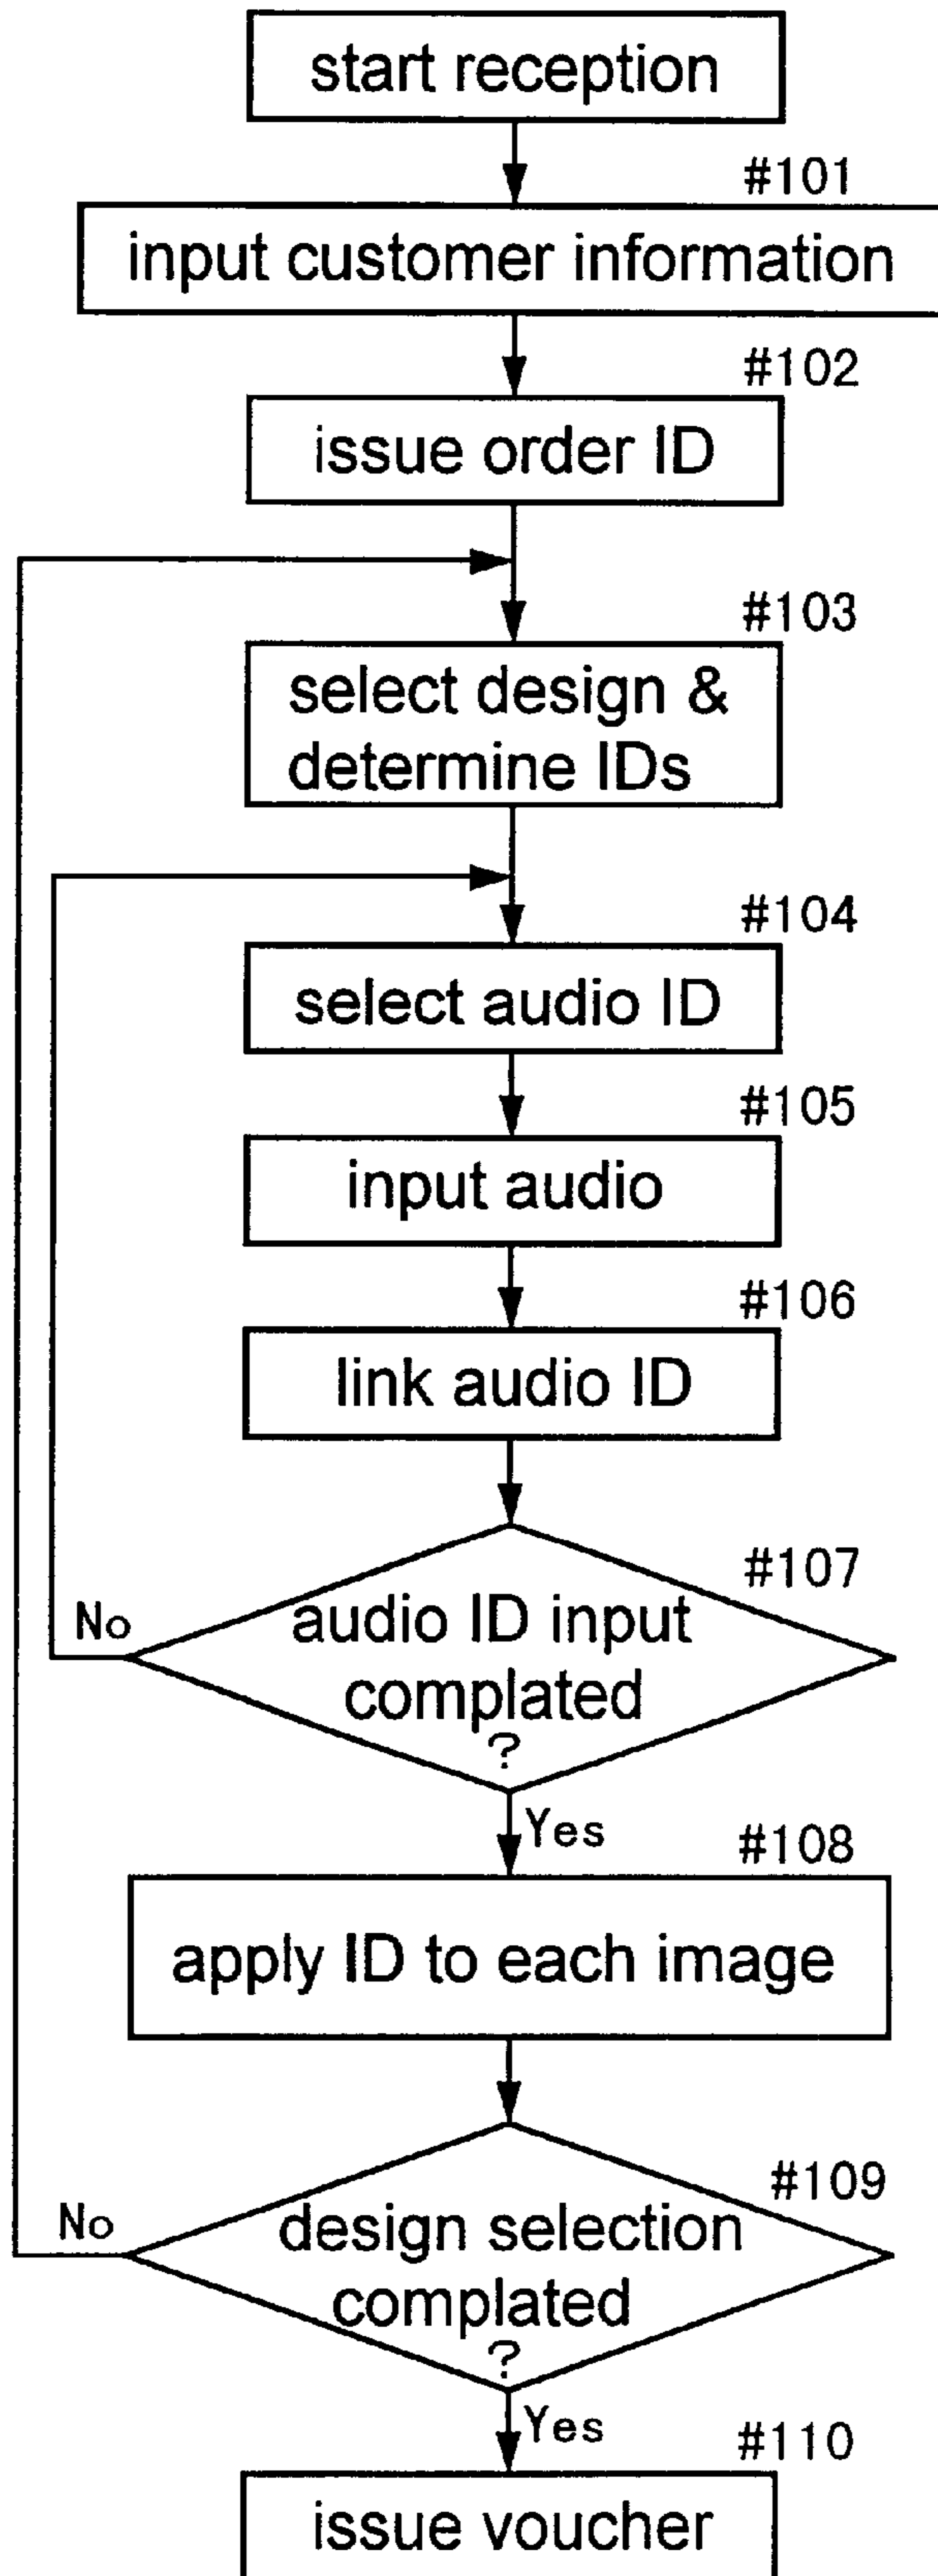 start reception
#101
input customer information
#102
issue order ID
#103
select design &
determine IDs
#104
select audio ID
#105
input audio
#106
link audio ID
#107
No
audio ID input
complated
?
Yes
#108
apply ID to each image
#109
No
design selection
complated
?
Yes
#110
issue voucher